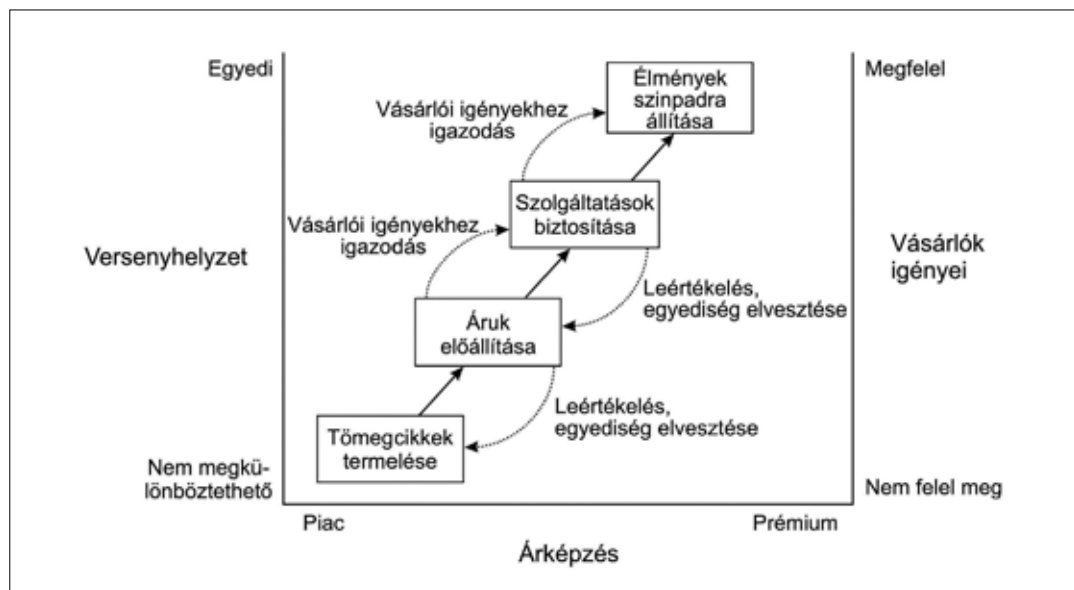 Egyedi
Megfelel
Élmények
szinpadra
állítása
Vásárlói igényekhez
igazodás
Szolgáltatások
biztosítása
Vásárlói igényekhez
igazodás
Versenyhelyzet
Vásárlók
igényei
Leértékelés,
egyediség elvesztése
Áruk
előállítása
Leértékelés,
egyediség elvesztése
Tömegcikkek
termelése
Nem megkü-
lönböztethető
Nem felel meg
Piac
Prémium
Árképzés